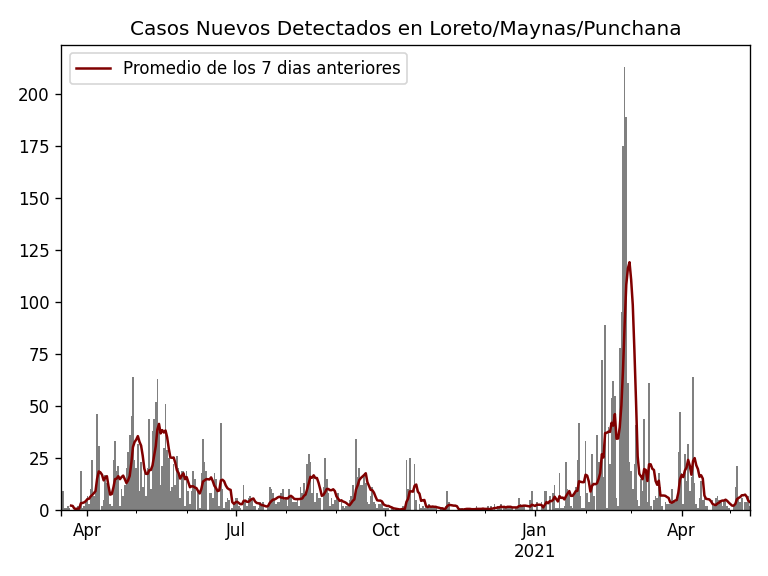 Casos Nuevos Detectados en Loreto/Maynas/Punchana
Promedio de los 7 dias anteriores
200
175
150
125
100
75
50
25
0
Apr
Jul
Oct
Jan
2021
Apr